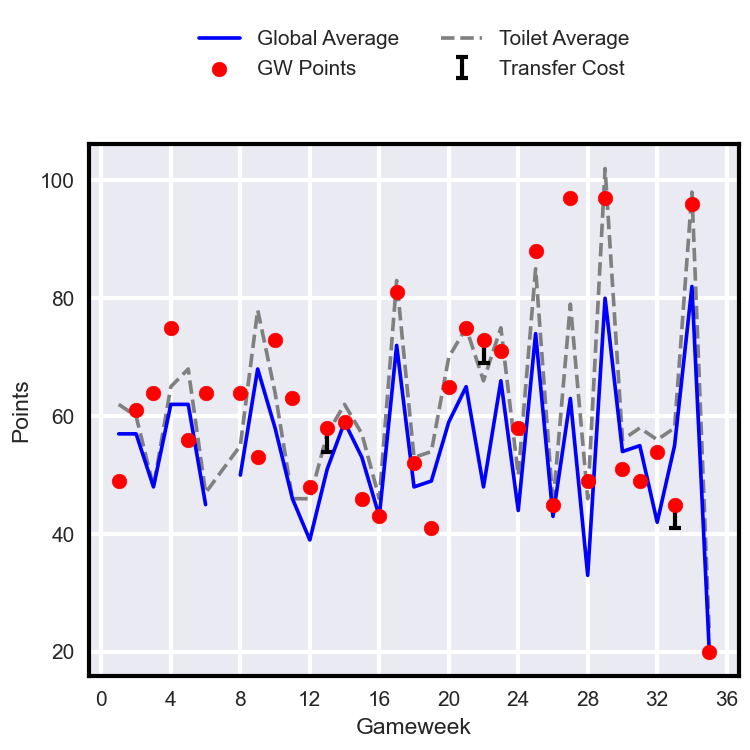 Global Average
Toilet Average
GW Points
Transfer Cost
100
80
60
40
20
Points
0 4 8 12 16 20 24 28 32 36
Gameweek